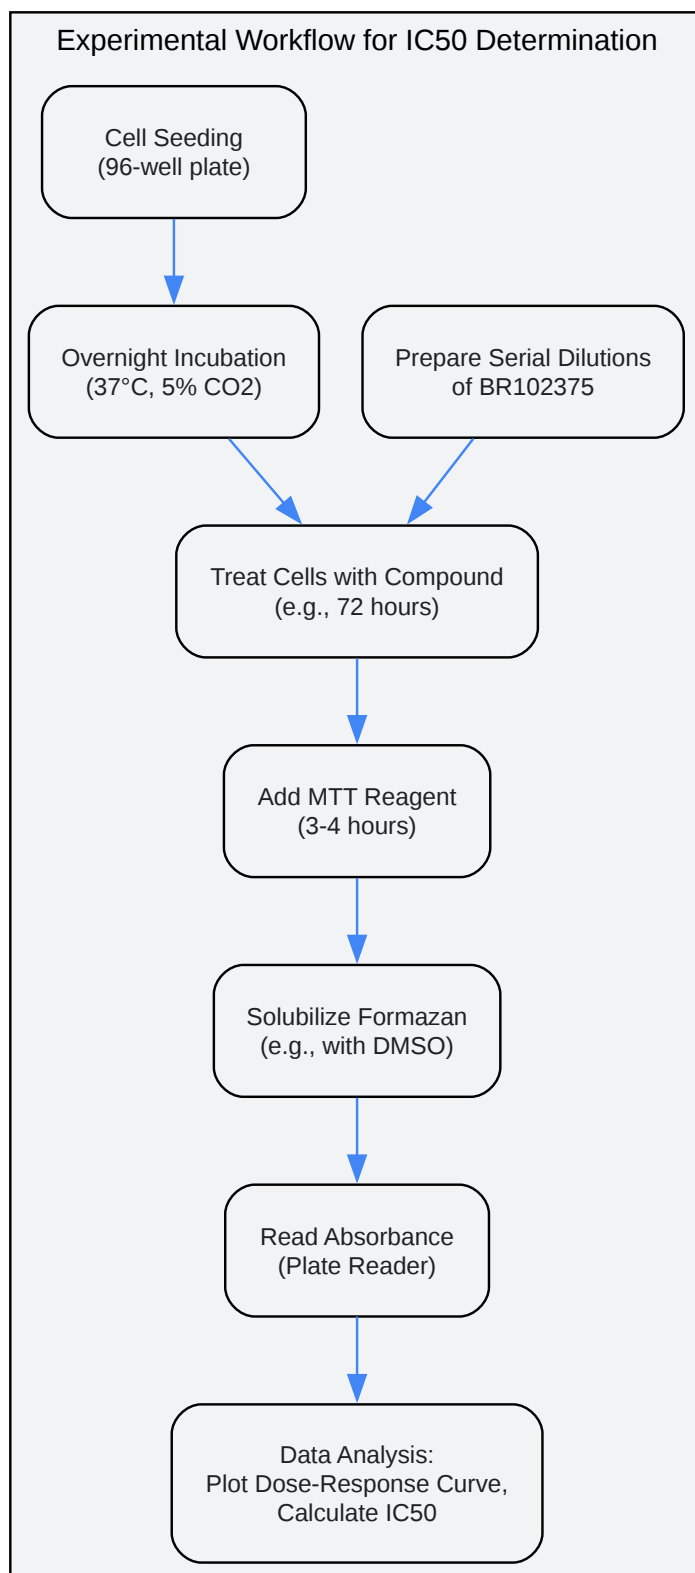 Experimental Workflow for IC50 Determination
Cell Seeding
(96-well plate)
Overnight Incubation
(37°C, 5% CO2)
Prepare Serial Dilutions
of BR102375
Treat Cells with Compound
(e.g., 72 hours)
Add MTT Reagent
(3-4 hours)
Solubilize Formazan
(e.g., with DMSO)
Read Absorbance
(Plate Reader)
Data Analysis:
Plot Dose-Response Curve,
Calculate IC50